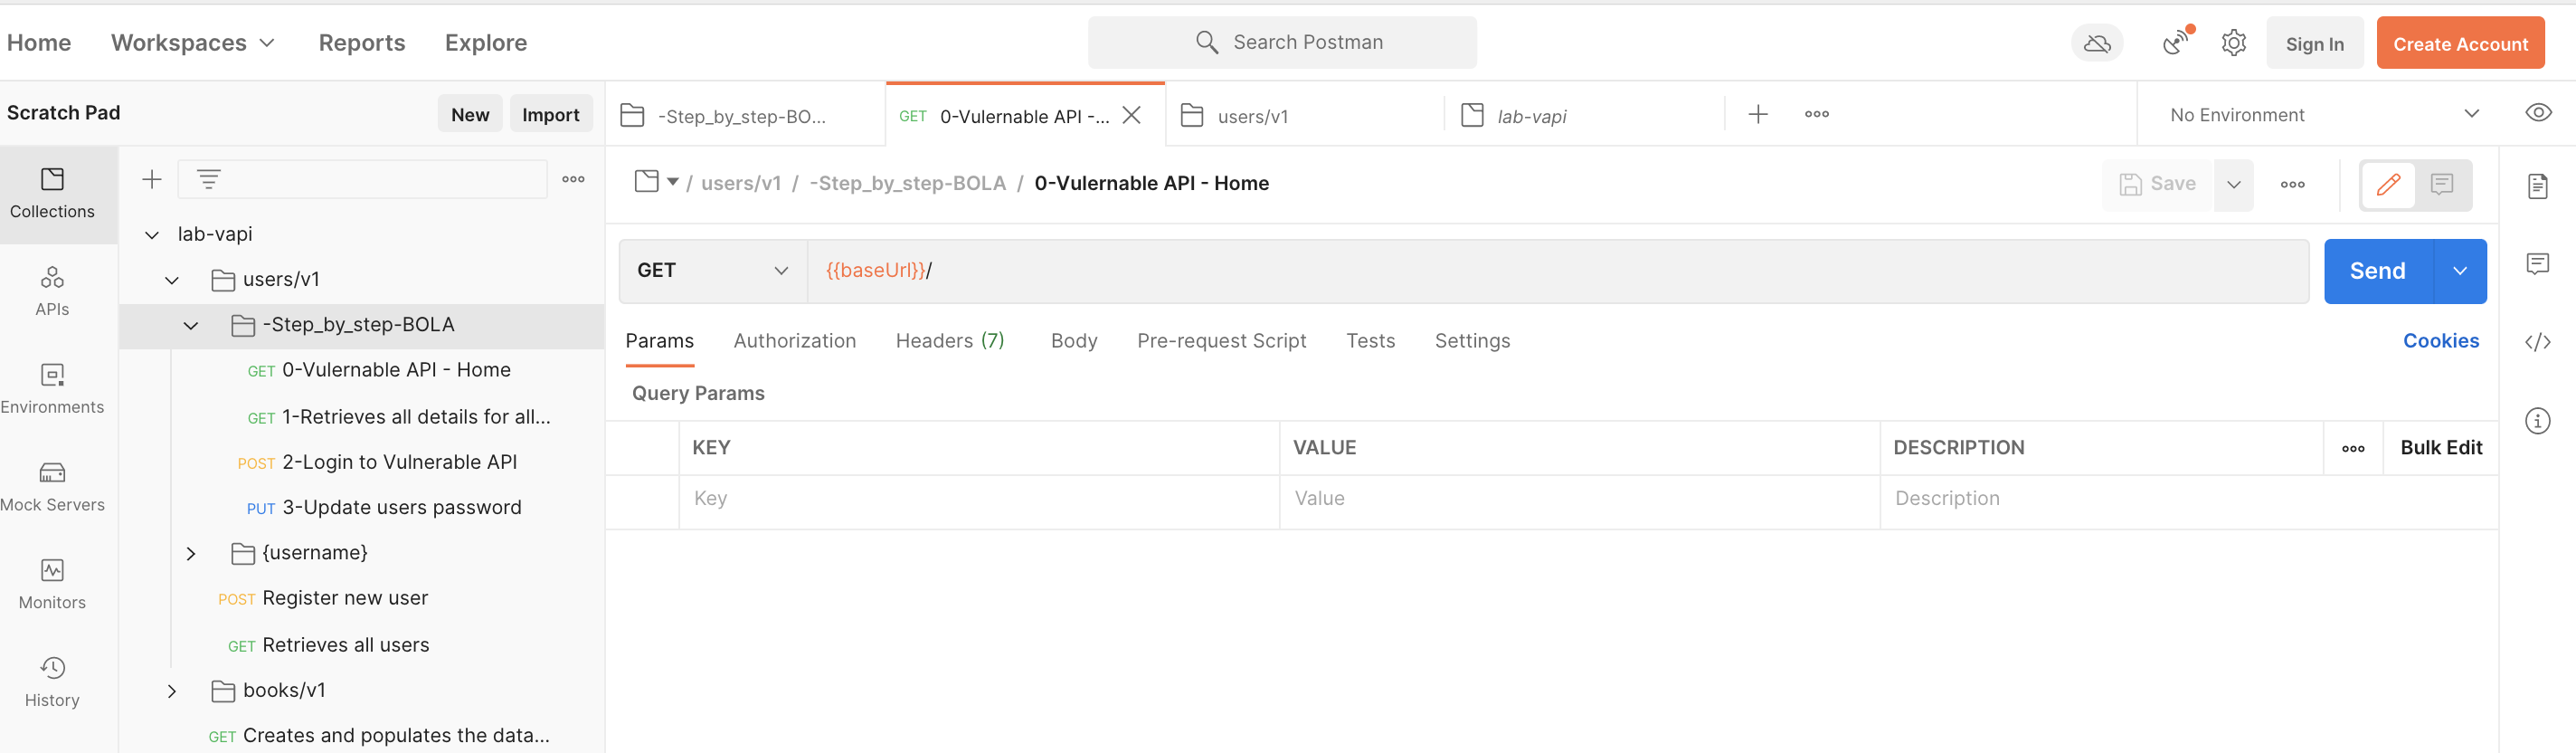 Home Workspaces Reports Explore Search Postman Sign In Create Account
Scratch Pad New Import -Step_by_step-BO... GET 0-Vulernable API -... users/v1 lab-vapi No Environment
Collections
APIs
Environments
Mock Servers
Monitors
History
lab-vapi
users/v1
-Step_by_step-BOLA
GET 0-Vulernable API - Home
GET 1-Retrieves all details for all...
POST 2-Login to Vulnerable API
PUT 3-Update users password
{username}
POST Register new user
GET Retrieves all users
books/v1
GET Creates and populates the data...
/ users/v1 / -Step_by_step-BOLA / 0-Vulernable API - Home Save
GET {{baseUrl}}/ Send
Params Authorization Headers (7) Body Pre-request Script Tests Settings Cookies
Query Params
KEY VALUE DESCRIPTION Bulk Edit
Key Value Description